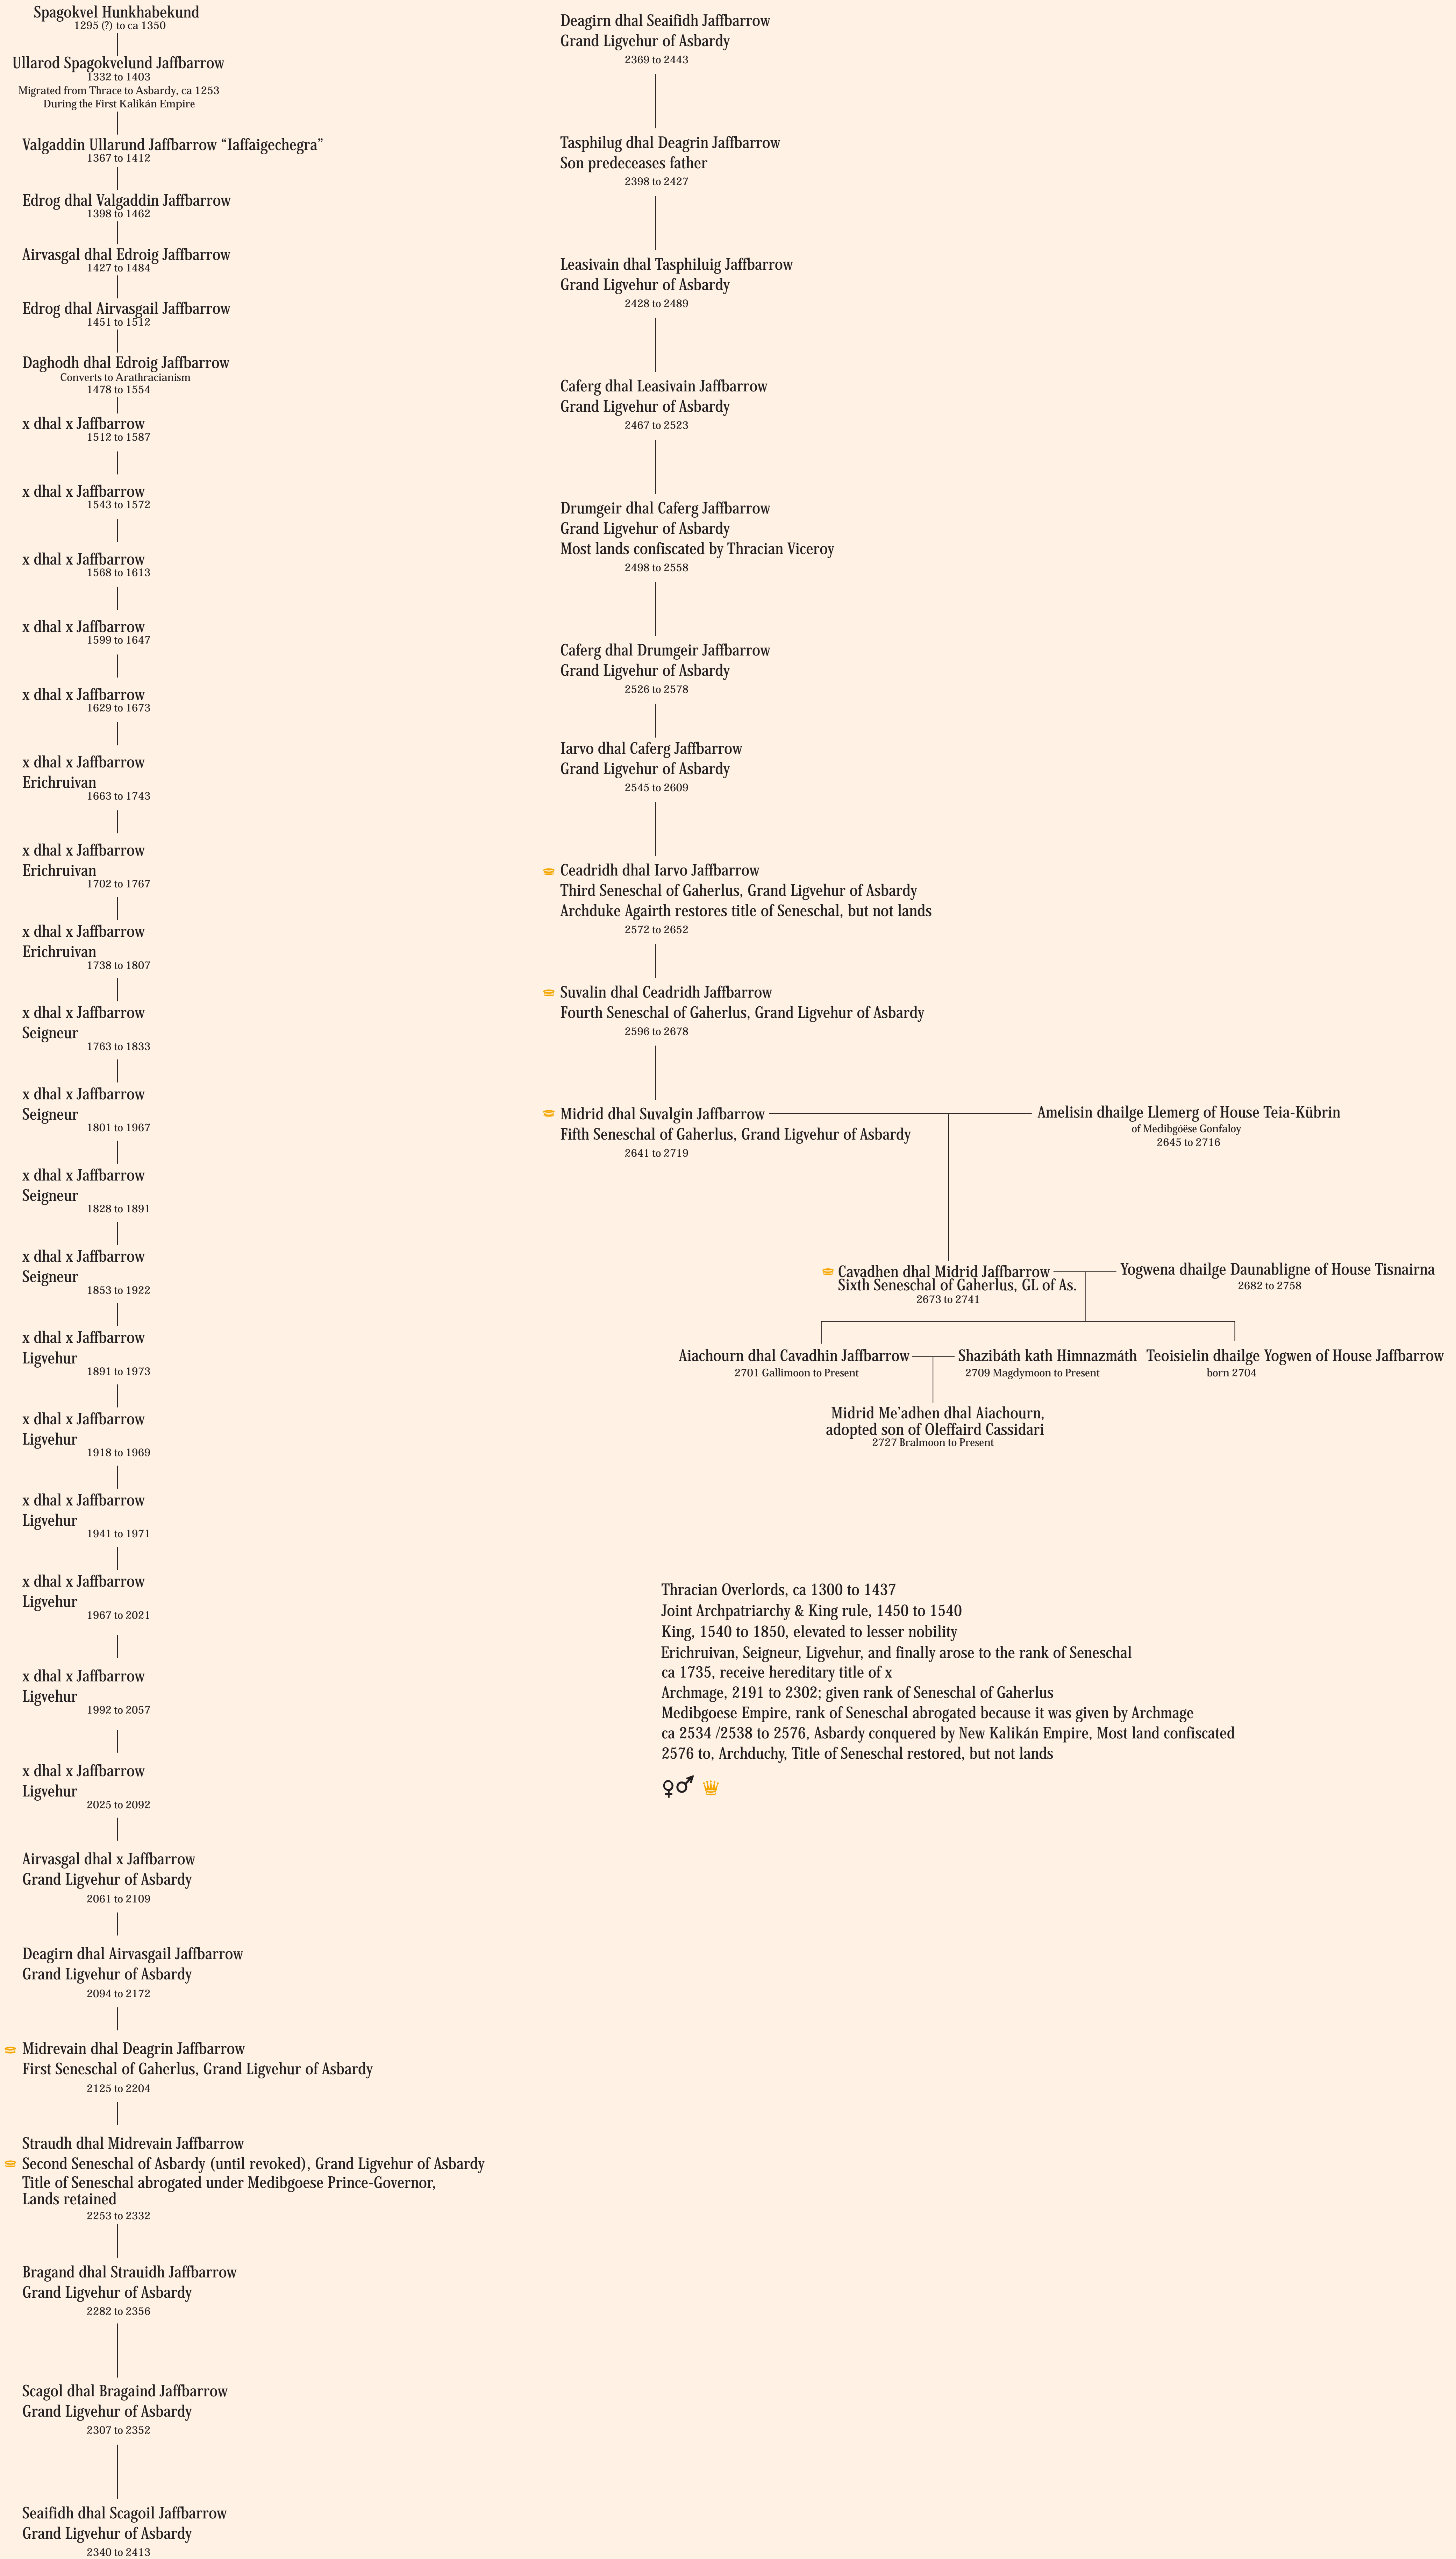 Spagokvel Hunkhabekund
1295 (?) to ca 1350
Ullarod Spagokvelund Jaffbarrow
1332 to 1403
Migrated from Thrace to Asbardy, ca 1253
During the First Kalikán Empire
Valgaddin Ullarund Jaffbarrow “Iaffaigechegra”
1367 to 1412
Edrog dhal Valgaddin Jaffbarrow
1398 to 1462
Airvasgal dhal Edroig Jaffbarrow
1427 to 1484
Edrog dhal Airvasgail Jaffbarrow
1451 to 1512
Daghodh dhal Edroig Jaffbarrow
Converts to Arathracianism
1478 to 1554
x dhal x Jaffbarrow
1512 to 1587
x dhal x Jaffbarrow
1543 to 1572
x dhal x Jaffbarrow
1568 to 1613
x dhal x Jaffbarrow
1599 to 1647
x dhal x Jaffbarrow
1629 to 1673
x dhal x Jaffbarrow
Erichruivan
1663 to 1743
x dhal x Jaffbarrow
Erichruivan
1702 to 1767
x dhal x Jaffbarrow
Erichruivan
1738 to 1807
x dhal x Jaffbarrow
Seigneur
1763 to 1833
x dhal x Jaffbarrow
Seigneur
1801 to 1967
x dhal x Jaffbarrow
Seigneur
1828 to 1891
x dhal x Jaffbarrow
Seigneur
1853 to 1922
x dhal x Jaffbarrow
Ligvehur
1891 to 1973
x dhal x Jaffbarrow
Ligvehur
1918 to 1969
x dhal x Jaffbarrow
Ligvehur
1941 to 1971
x dhal x Jaffbarrow
Ligvehur
1967 to 2021
x dhal x Jaffbarrow
Ligvehur
1992 to 2057
x dhal x Jaffbarrow
Ligvehur
2025 to 2092
Airvasgal dhal x Jaffbarrow
Grand Ligvehur of Asbardy
2061 to 2109
Deagirn dhal Airvasgail Jaffbarrow
Grand Ligvehur of Asbardy
2094 to 2172
Midrevain dhal Deagrin Jaffbarrow
First Seneschal of Gaherlus, Grand Ligvehur of Asbardy
2125 to 2204
Straudh dhal Midrevain Jaffbarrow
Second Seneschal of Asbardy (until revoked), Grand Ligvehur of Asbardy
Title of Seneschal abrogated under Medibgoese Prince-Governor,
Lands retained
2253 to 2332
Bragand dhal Strauidh Jaffbarrow
Grand Ligvehur of Asbardy
2282 to 2356
Scagol dhal Bragaind Jaffbarrow
Grand Ligvehur of Asbardy
2307 to 2352
Seaifidh dhal Scagoil Jaffbarrow
Grand Ligvehur of Asbardy
2340 to 2413
Deagirn dhal Seaifidh Jaffbarrow
Grand Ligvehur of Asbardy
2369 to 2443
Tasphilug dhal Deagrin Jaffbarrow
Son predeceases father
2398 to 2427
Leasivain dhal Tasphiluig Jaffbarrow
Grand Ligvehur of Asbardy
2428 to 2489
Caferg dhal Leasivain Jaffbarrow
Grand Ligvehur of Asbardy
2467 to 2523
Drumgeir dhal Caferg Jaffbarrow
Grand Ligvehur of Asbardy
Most lands confiscated by Thracian Viceroy
2498 to 2558
Caferg dhal Drumgeir Jaffbarrow
Grand Ligvehur of Asbardy
2526 to 2578
Iarvo dhal Caferg Jaffbarrow
Grand Ligvehur of Asbardy
2545 to 2609
Ceadridh dhal Iarvo Jaffbarrow
Third Seneschal of Gaherlus, Grand Ligvehur of Asbardy
Archduke Agairth restores title of Seneschal, but not lands
2572 to 2652
Suvalin dhal Ceadridh Jaffbarrow
Fourth Seneschal of Gaherlus, Grand Ligvehur of Asbardy
2596 to 2678
Midrid dhal Suvalgin Jaffbarrow
Fifth Seneschal of Gaherlus, Grand Ligvehur of Asbardy
2641 to 2719
Amelisin dhailge Llemerg of House Teia-Kübrin
of Medibgóëse Gonfaloy
2645 to 2716
Cavadhen dhal Midrid Jaffbarrow
Sixth Seneschal of Gaherlus, GL of As.
2673 to 2741
Yogwena dhailge Daunabligne of House Tisnairna
2682 to 2758
Aiachourn dhal Cavadhin Jaffbarrow
2701 Gallimoon to Present
Shazibáth kath Himnazmáth
2709 Magdymoon to Present
Teoisielin dhailge Yogwen of House Jaffbarrow
born 2704
Midrid Me’adhen dhal Aiachourn,
adopted son of Oleffaird Cassidari
2727 Bralmoon to Present
Thracian Overlords, ca 1300 to 1437
Joint Archpatriarchy & King rule, 1450 to 1540
King, 1540 to 1850, elevated to lesser nobility
Erichruivan, Seigneur, Ligvehur, and finally arose to the rank of Seneschal
ca 1735, receive hereditary title of x
Archmage, 2191 to 2302; given rank of Seneschal of Gaherlus
Medibgoese Empire, rank of Seneschal abrogated because it was given by Archmage
ca 2534 /2538 to 2576, Asbardy conquered by New Kalikán Empire, Most land confiscated
2576 to, Archduchy, Title of Seneschal restored, but not lands
♀♂